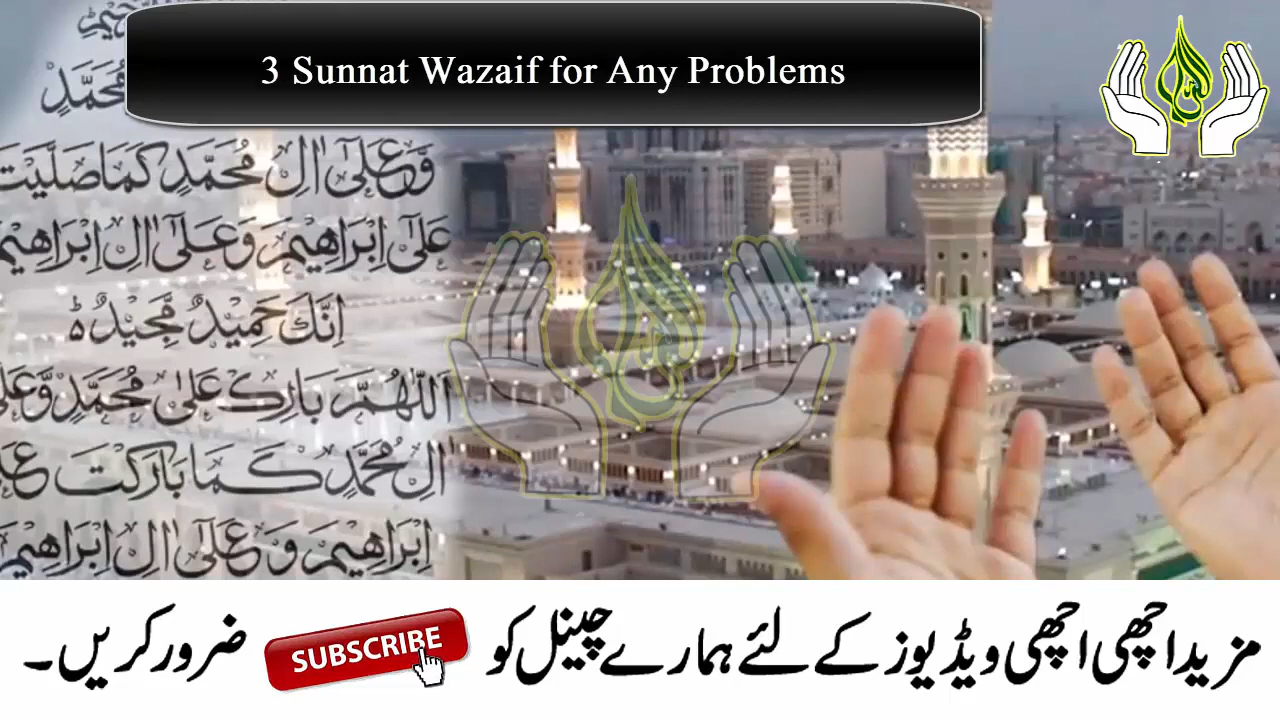 3 Sunnat Wazaif for Any Problems
مُحَمَّدٍ
وَّعَلٰٓى اٰلِ مُحَمَّدٍ كَمَا صَلَّيْتَ
عَلٰٓى اِبْرَاهِيْمَ وَعَلٰٓى اٰلِ اِبْرَاهِيْمَ
اِنَّكَ حَمِيْدٌ مَّجِيْدٌ ؕ
اَللّٰهُمَّ بَارِكْ عَلٰى مُحَمَّدٍ وَّعَلٰٓى
اٰلِ مُحَمَّدٍ كَمَا بَارَكْتَ
اِبْرَاهِيْمَ وَعَلٰٓى اٰلِ اِبْرَاهِيْمَ
مزید اچھی اچھی ویڈیوز کے لئے ہمارے چینل کو SUBSCRIBE ضرور کریں۔